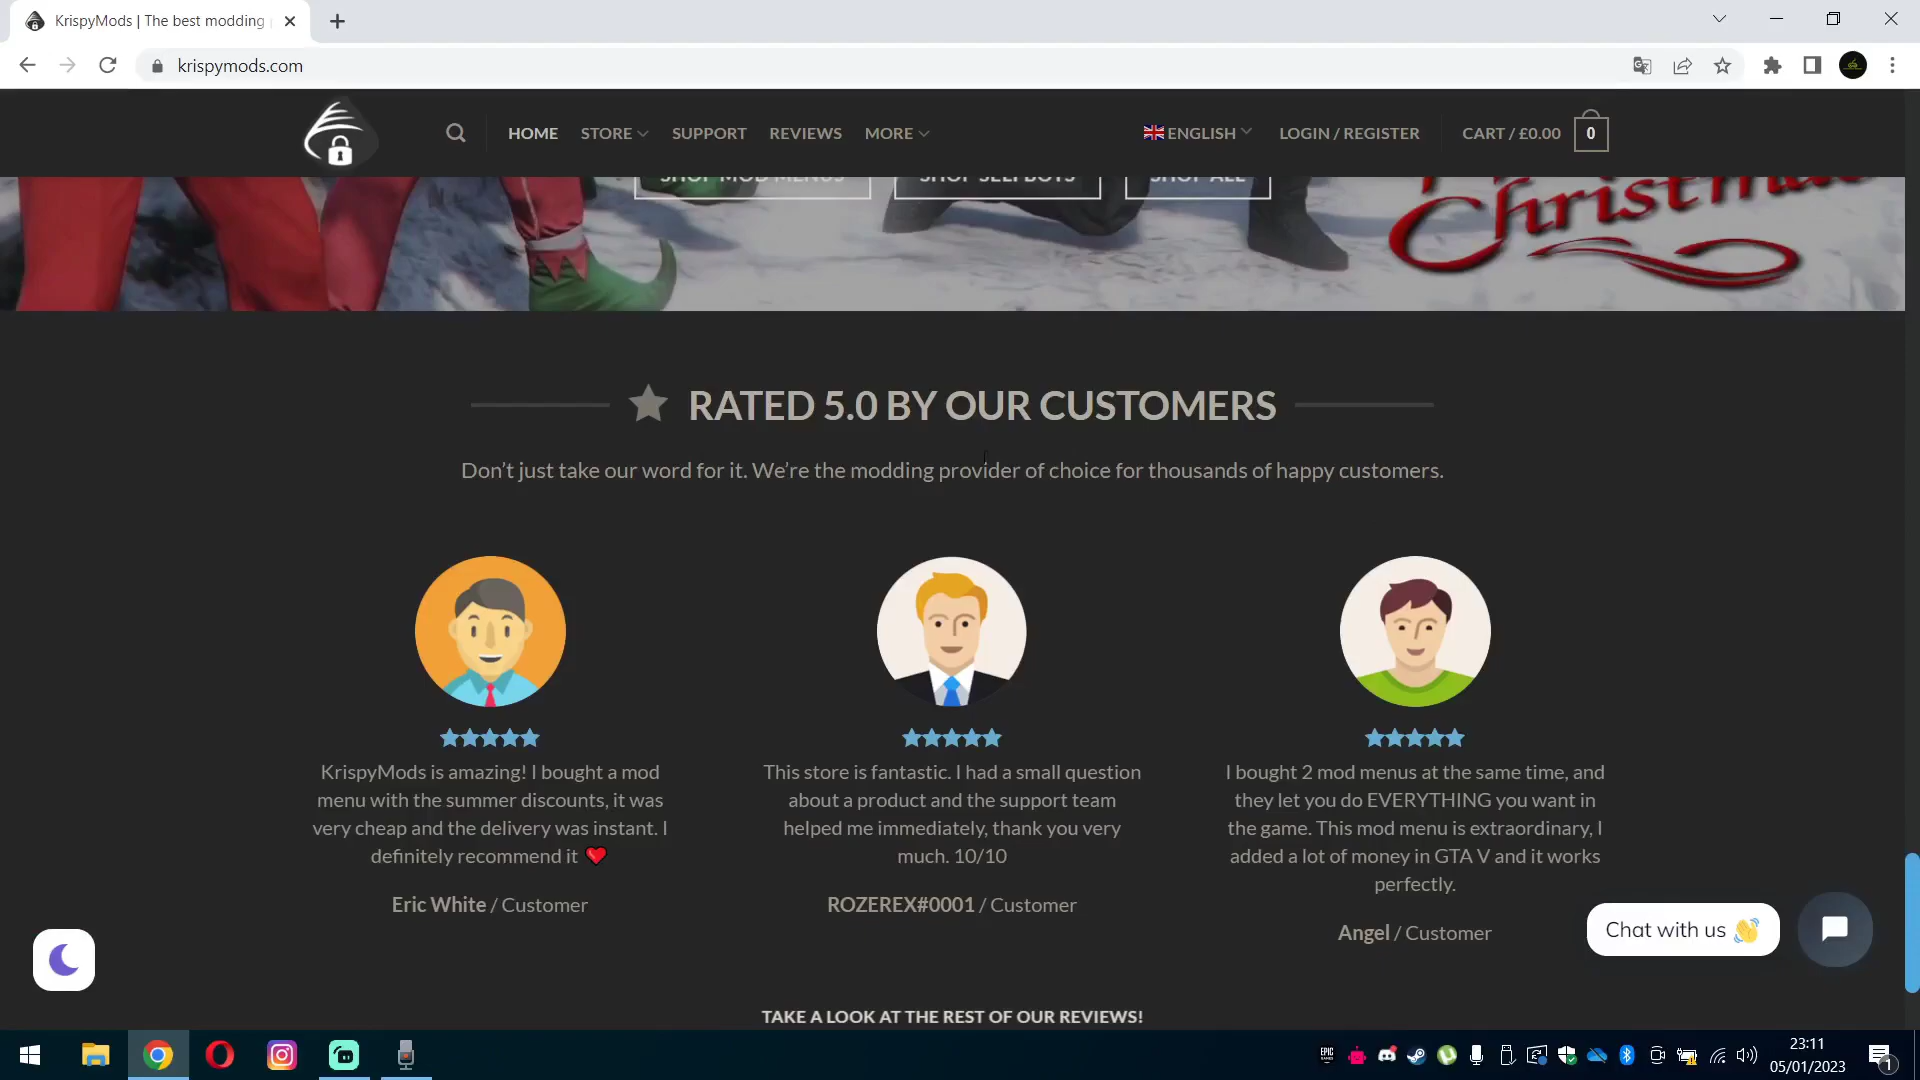 KrispyMods | The best modding
krispymods.com
HOME
STORE
SUPPORT
REVIEWS
MORE
ENGLISH
LOGIN / REGISTER
CART / £0.00
0
SHOP MOD MENUS
SHOP SELFBOTS
SHOP ALL
Christmas
RATED 5.0 BY OUR CUSTOMERS
Don’t just take our word for it. We’re the modding provider of choice for thousands of happy customers.
KrispyMods is amazing! I bought a mod
menu with the summer discounts, it was
very cheap and the delivery was instant. I
definitely recommend it ❤
Eric White / Customer
This store is fantastic. I had a small question
about a product and the support team
helped me immediately, thank you very
much. 10/10
ROZEREX#0001 / Customer
I bought 2 mod menus at the same time, and
they let you do EVERYTHING you want in
the game. This mod menu is extraordinary, I
added a lot of money in GTA V and it works
perfectly.
Angel / Customer
Chat with us 👋
TAKE A LOOK AT THE REST OF OUR REVIEWS!
EPIC
GAMES
23:11
05/01/2023
1